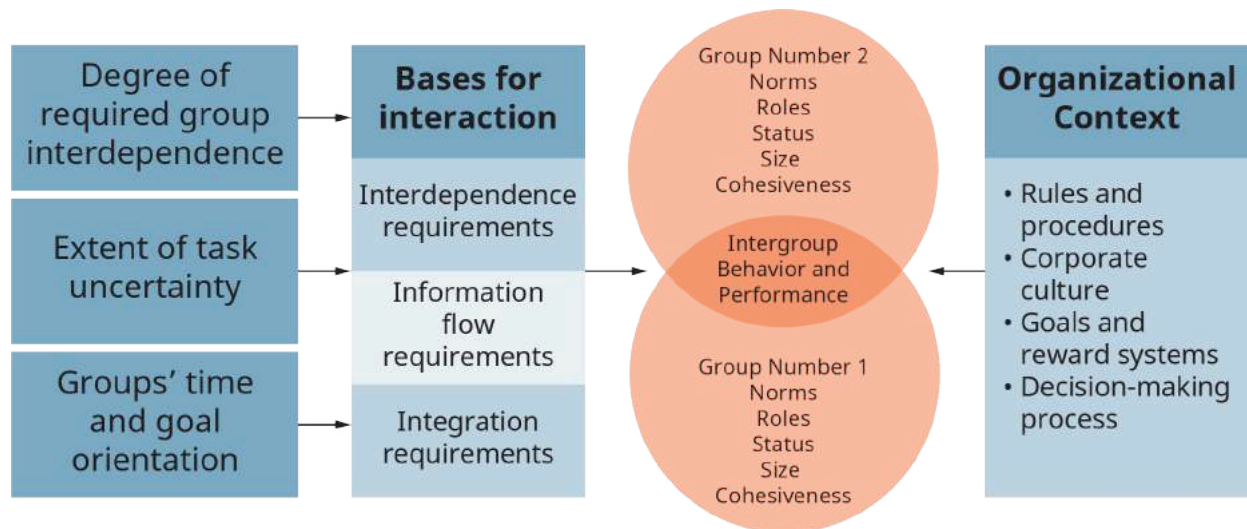 Degree of
required group
interdependence
Extent of task
uncertainty
Groups’ time
and goal
orientation
Bases for
interaction
Interdependence
requirements
Information
flow
requirements
Integration
requirements
Group Number 2
Norms
Roles
Status
Size
Cohesiveness
Intergroup
Behavior and
Performance
Group Number 1
Norms
Roles
Status
Size
Cohesiveness
Organizational
Context
• Rules and
procedures
• Corporate
culture
• Goals and
reward systems
• Decision-making
process